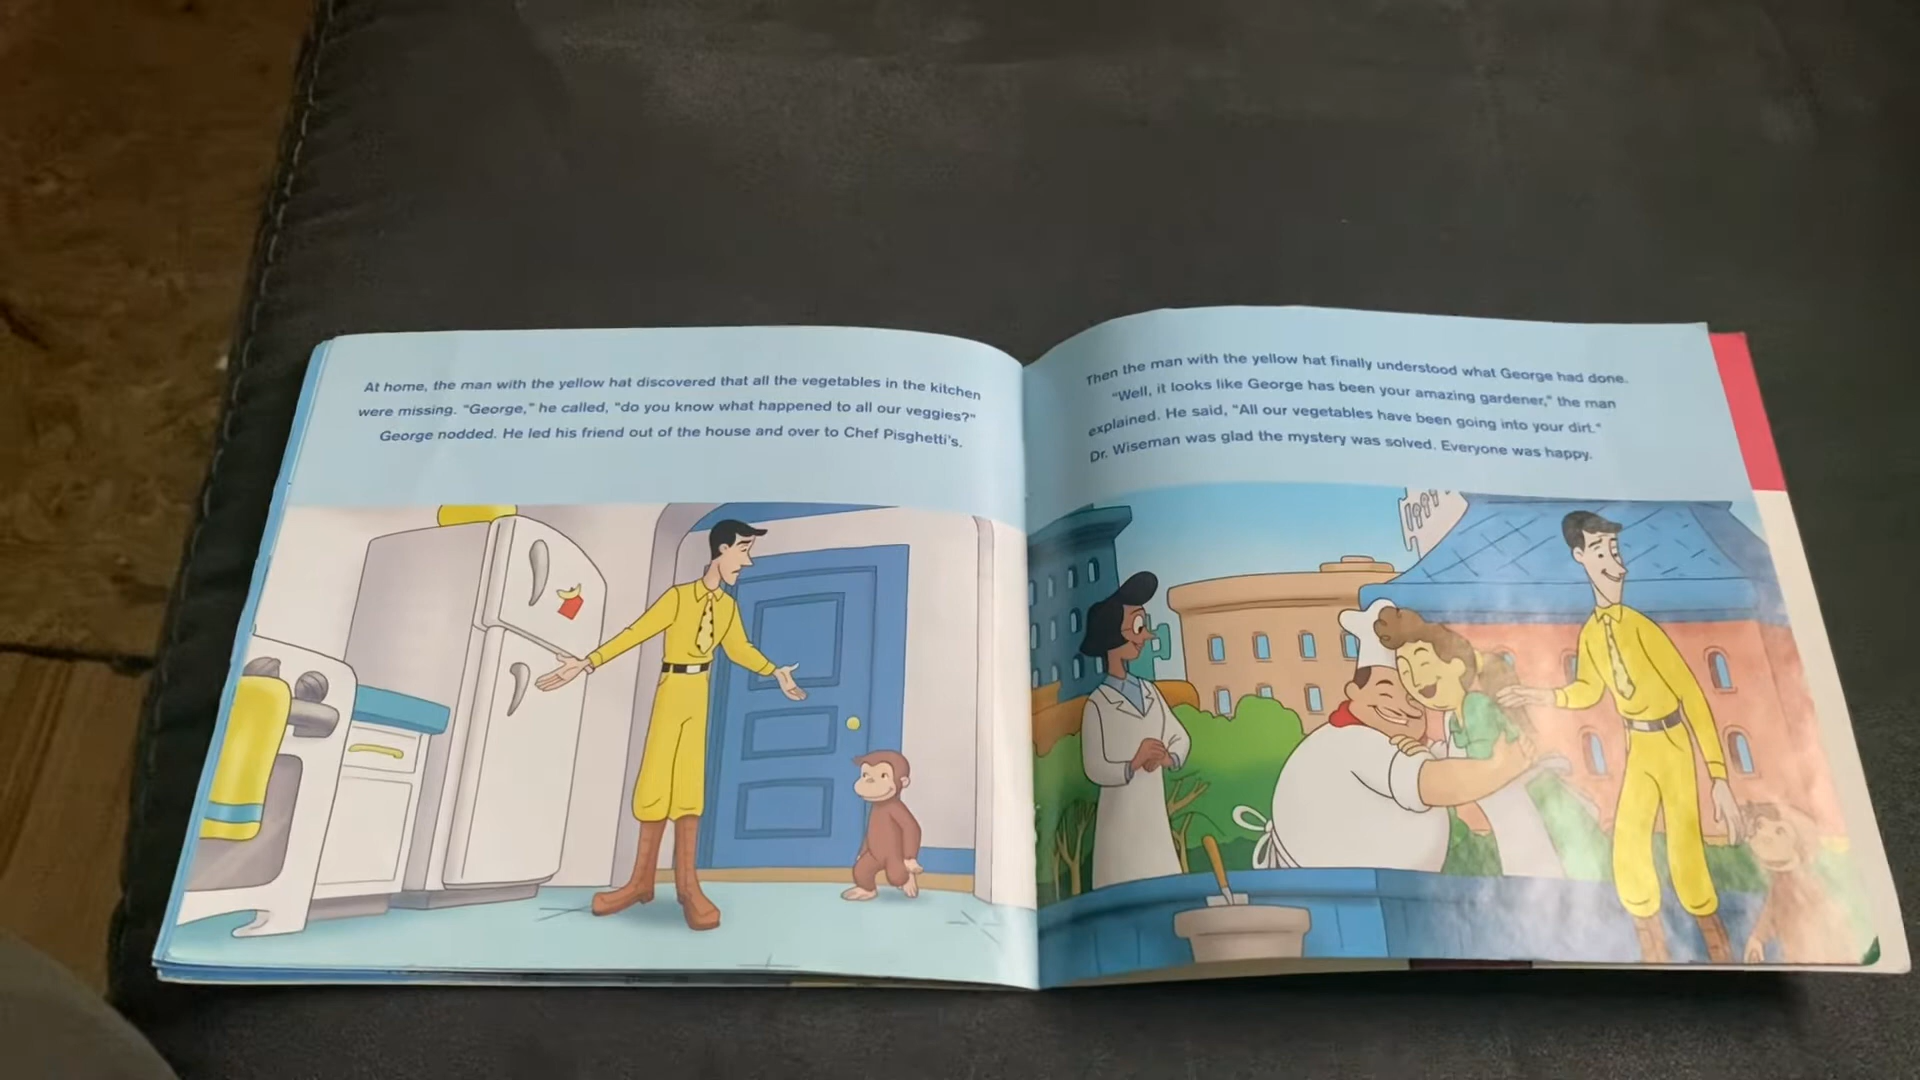 At home, the man with the yellow hat discovered that all the vegetables in the kitchen
were missing. "George," he called, "do you know what happened to all our veggies?"
George nodded. He led his friend out of the house and over to Chef Pisghetti's.
Then the man with the yellow hat finally understood what George had done.
"Well, it looks like George has been your amazing gardener," the man
explained. He said, "All our vegetables have been going into your dirt."
Dr. Wiseman was glad the mystery was solved. Everyone was happy.